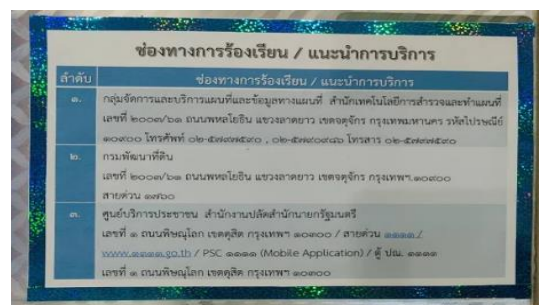 ช่องทางการร้องเรียน / แนะนำการบริการ
ลำดับ ช่องทางการร้องเรียน / แนะนำการบริการ
๑. กลุ่มจัดการและบริการแผนที่และข้อมูลทางแผนที่ สำนักเทคโนโลยีการสำรวจและทำแผนที่
เลขที่ ๒๐๐๓/๖๑ ถนนพหลโยธิน แขวงลาดยาว เขตจตุจักร กรุงเทพมหานคร รหัสไปรษณีย์
๑๐๙๐๐ โทรศัพท์ โทรสาร
๒. กรมพัฒนาที่ดิน
เลขที่ ๒๐๐๓/๖๑ ถนนพหลโยธิน แขวงลาดยาว เขตจตุจักร กรุงเทพฯ ๑๐๙๐๐
สายด่วน ๑๗๖๐
๓. ศูนย์บริการประชาชน สำนักงานปลัดสำนักนายกรัฐมนตรี
เลขที่ ๑ ถนนพิษณุโลก เขตดุสิต กรุงเทพฯ ๑๐๓๐๐ / สายด่วน ๑๑๑๑ /
www.๑๑๑๑.go.th / PSC ๑๑๑๑ (Mobile Application) / ตู้ ปณ. ๑๑๑๑
เลขที่ ๑ ถนนพิษณุโลก เขตดุสิต กรุงเทพฯ ๑๐๓๐๐